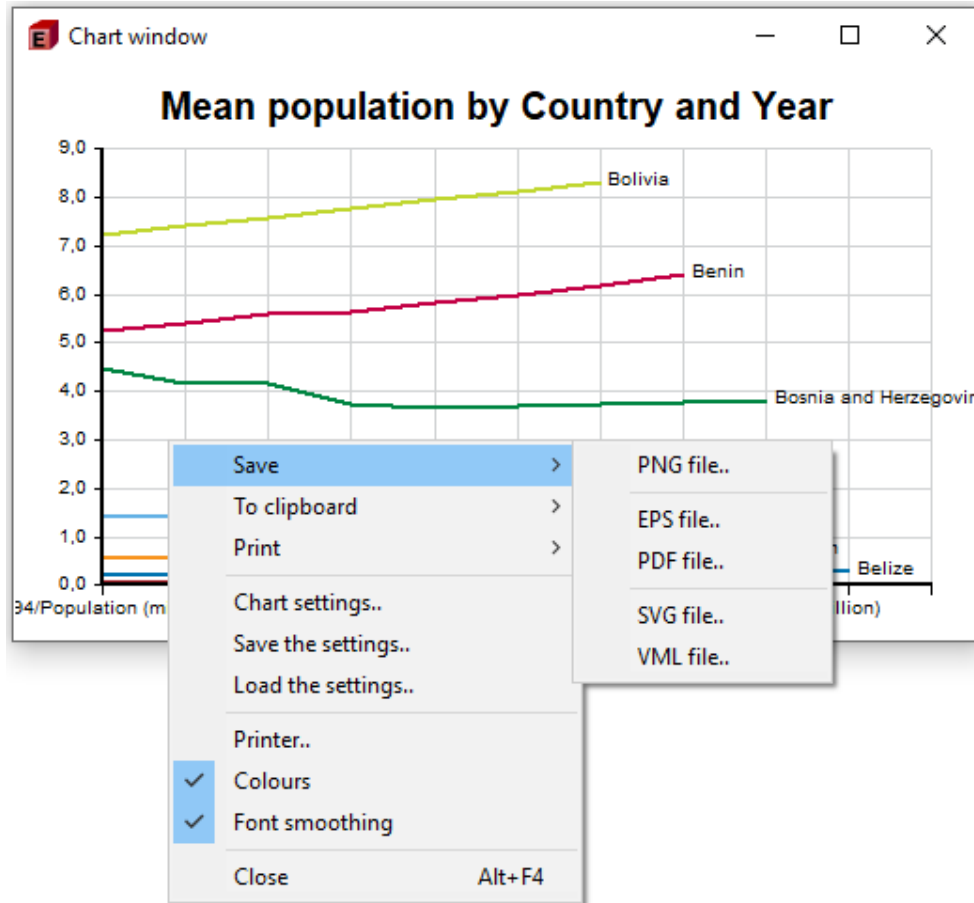 E Chart window
Mean population by Country and Year
9,0
8,0
7,0
6,0
5,0
4,0
3,0
2,0
1,0
0,0
Bolivia
Benin
Bosnia and Herzegovin
Belize
94/Population (m
llion)
Save
To clipboard
Print
Chart settings..
Save the settings..
Load the settings..
Printer..
Colours
Font smoothing
Close Alt+F4
PNG file..
EPS file..
PDF file..
SVG file..
VML file..